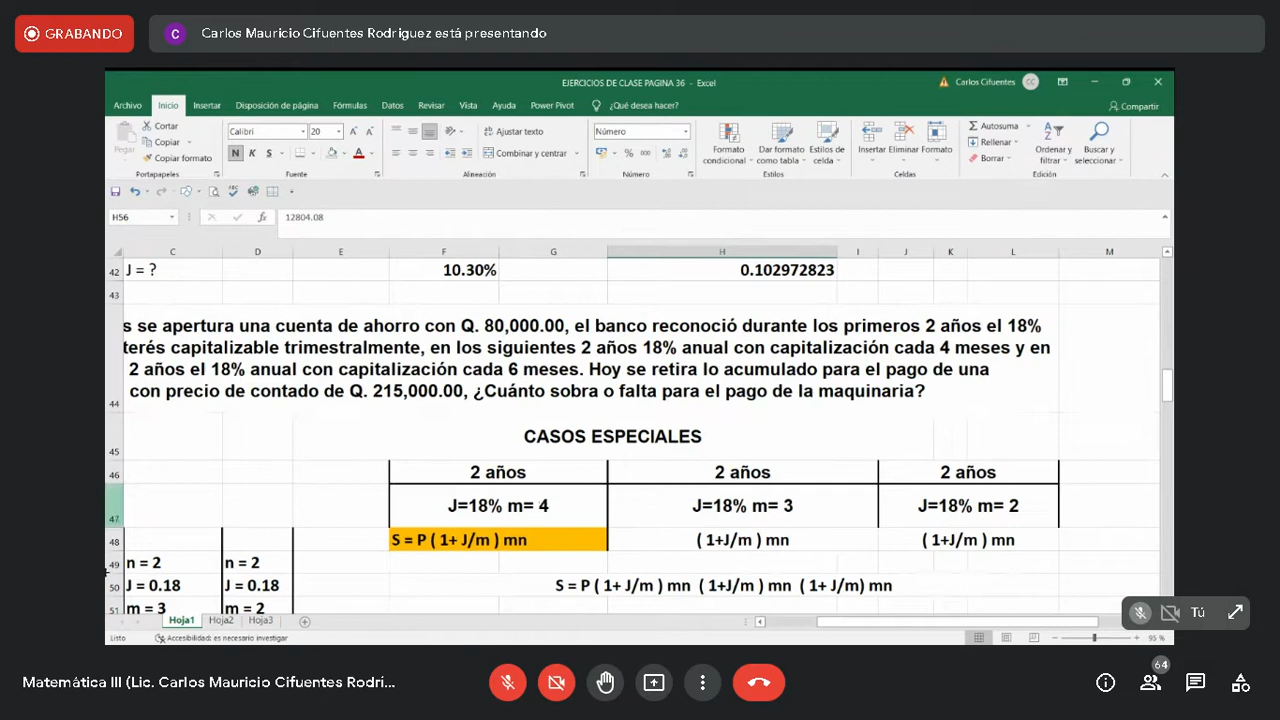 GRABANDO
C
Carlos Mauricio Cifuentes Rodriguez está presentando
EJERCICIOS DE CLASE PAGINA 36 - Excel
Carlos Cifuentes
CC
Archivo Inicio Insertar Disposición de página Fórmulas Datos Revisar Vista Ayuda Power Pivot ¿Qué desea hacer?
Compartir
Pegar
Cortar
Copiar
Copiar formato
Portapapeles
Calibri 20
N K S
Fuente
Ajustar texto
Combinar y centrar
Alineación
Número
% 000
Número
Formato condicional
Dar formato como tabla
Estilos de celda
Estilos
Insertar Eliminar Formato
Celdas
Autosuma
Rellenar
Borrar
Ordenar y filtrar
Buscar y seleccionar
Edición
H56 fx 12804.08
C D E F G H I J K L M
42 J = ? 10.30% 0.102972823
43
s se apertura una cuenta de ahorro con Q. 80,000.00, el banco reconoció durante los primeros 2 años el 18%
terés capitalizable trimestralmente, en los siguientes 2 años 18% anual con capitalización cada 4 meses y en
2 años el 18% anual con capitalización cada 6 meses. Hoy se retira lo acumulado para el pago de una
con precio de contado de Q. 215,000.00, ¿Cuánto sobra o falta para el pago de la maquinaria?
44
45 CASOS ESPECIALES
46 2 años 2 años 2 años
47 J=18% m= 4 J=18% m= 3 J=18% m= 2
48 S = P ( 1+ J/m ) mn ( 1+J/m ) mn ( 1+J/m ) mn
49 n = 2 n = 2
50 J = 0.18 J = 0.18 S = P ( 1+ J/m ) mn ( 1+J/m ) mn ( 1+ J/m) mn
51 m = 3 m = 2
Hoja1 Hoja2 Hoja3
Listo Accesibilidad: es necesario investigar 95 %
Tú
Matemática III (Lic. Carlos Mauricio Cifuentes Rodrí...
64